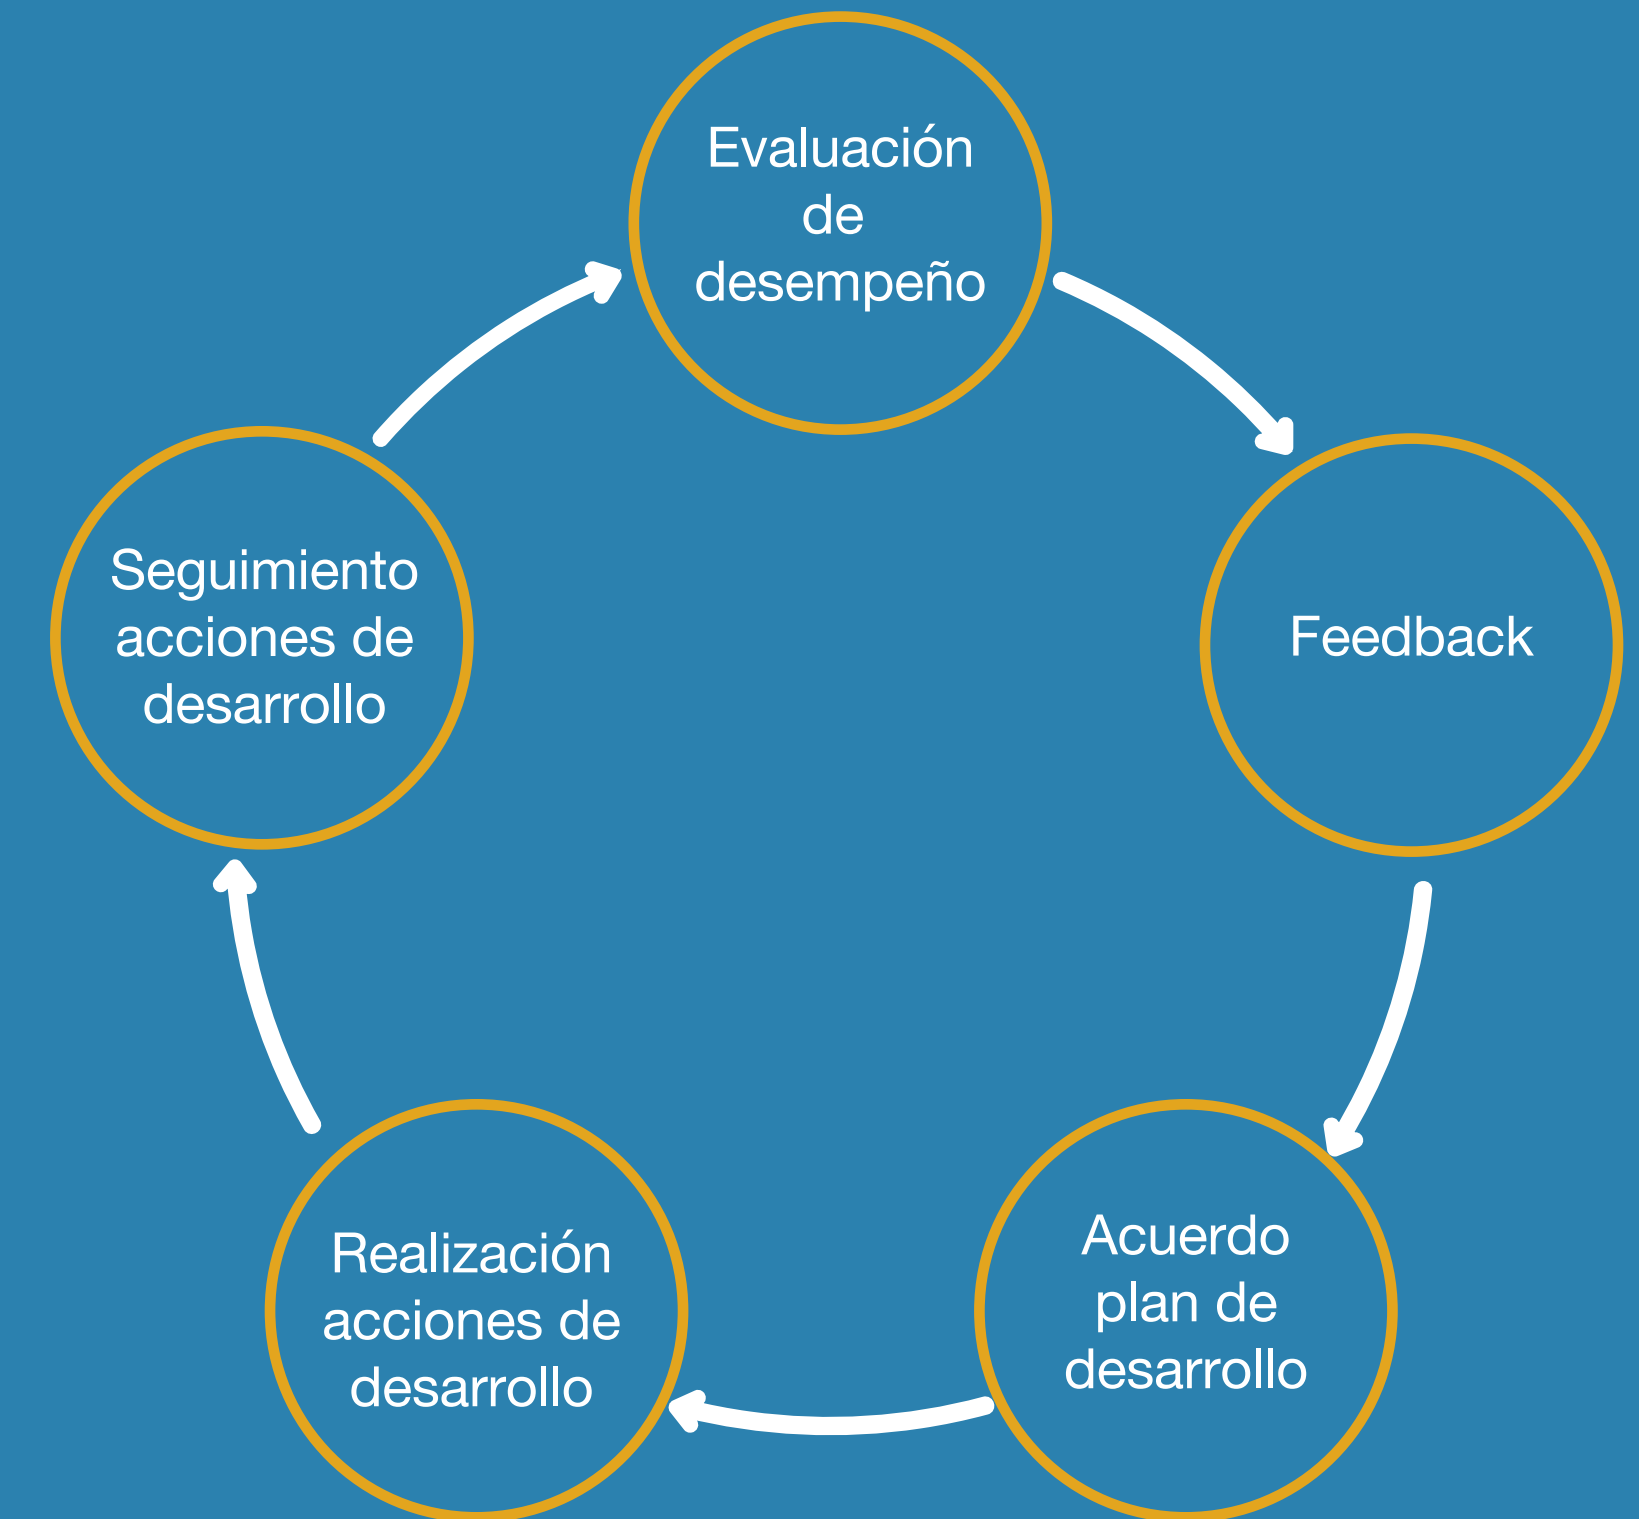 Evaluación
de
desempeño
Feedback
Acuerdo
plan de
desarrollo
Realización
acciones de
desarrollo
Seguimiento
acciones de
desarrollo